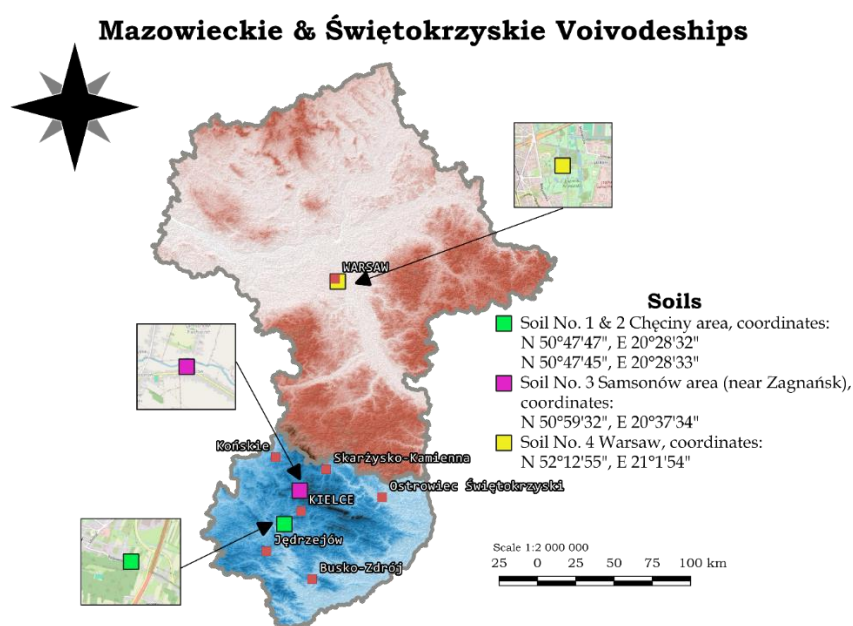 Mazowieckie & Świętokrzyskie Voivodeships
WARSAW
Soils
Soil No. 1 & 2 Chęciny area, coordinates:
N 50°47'47", E 20°28'32"
N 50°47'45", E 20°28'33"
Soil No. 3 Samsonów area (near Zagnańsk),
coordinates:
N 50°59'32", E 20°37'34"
Soil No. 4 Warsaw, coordinates:
N 52°12'55", E 21°1'54"
Końskie
Skarżysko-Kamienna
Ostrowiec Świętokrzyski
KIELCE
Jędrzejów
Busko-Zdrój
Scale 1:2 000 000
25 0 25 50 75 100 km